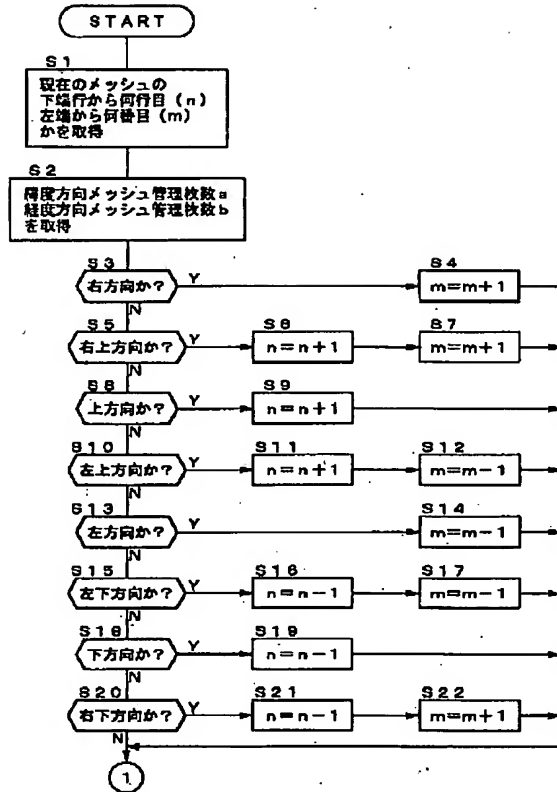 START
S1
現在のメッシュの
下端行から何行目（n）
左端から何番目（m）
かを取得
S2
緯度方向メッシュ管理枚数a
経度方向メッシュ管理枚数b
を取得
S3
右方向か？
Y
S4
m=m+1
N
S5
右上方向か？
Y
S6
n=n+1
S7
m=m+1
N
S8
上方向か？
Y
S9
n=n+1
N
S10
左上方向か？
Y
S11
n=n+1
S12
m=m-1
N
S13
左方向か？
Y
S14
m=m-1
N
S15
左下方向か？
Y
S16
n=n-1
S17
m=m-1
N
S18
下方向か？
Y
S19
n=n-1
N
S20
右下方向か？
Y
S21
n=n-1
S22
m=m+1
N
1